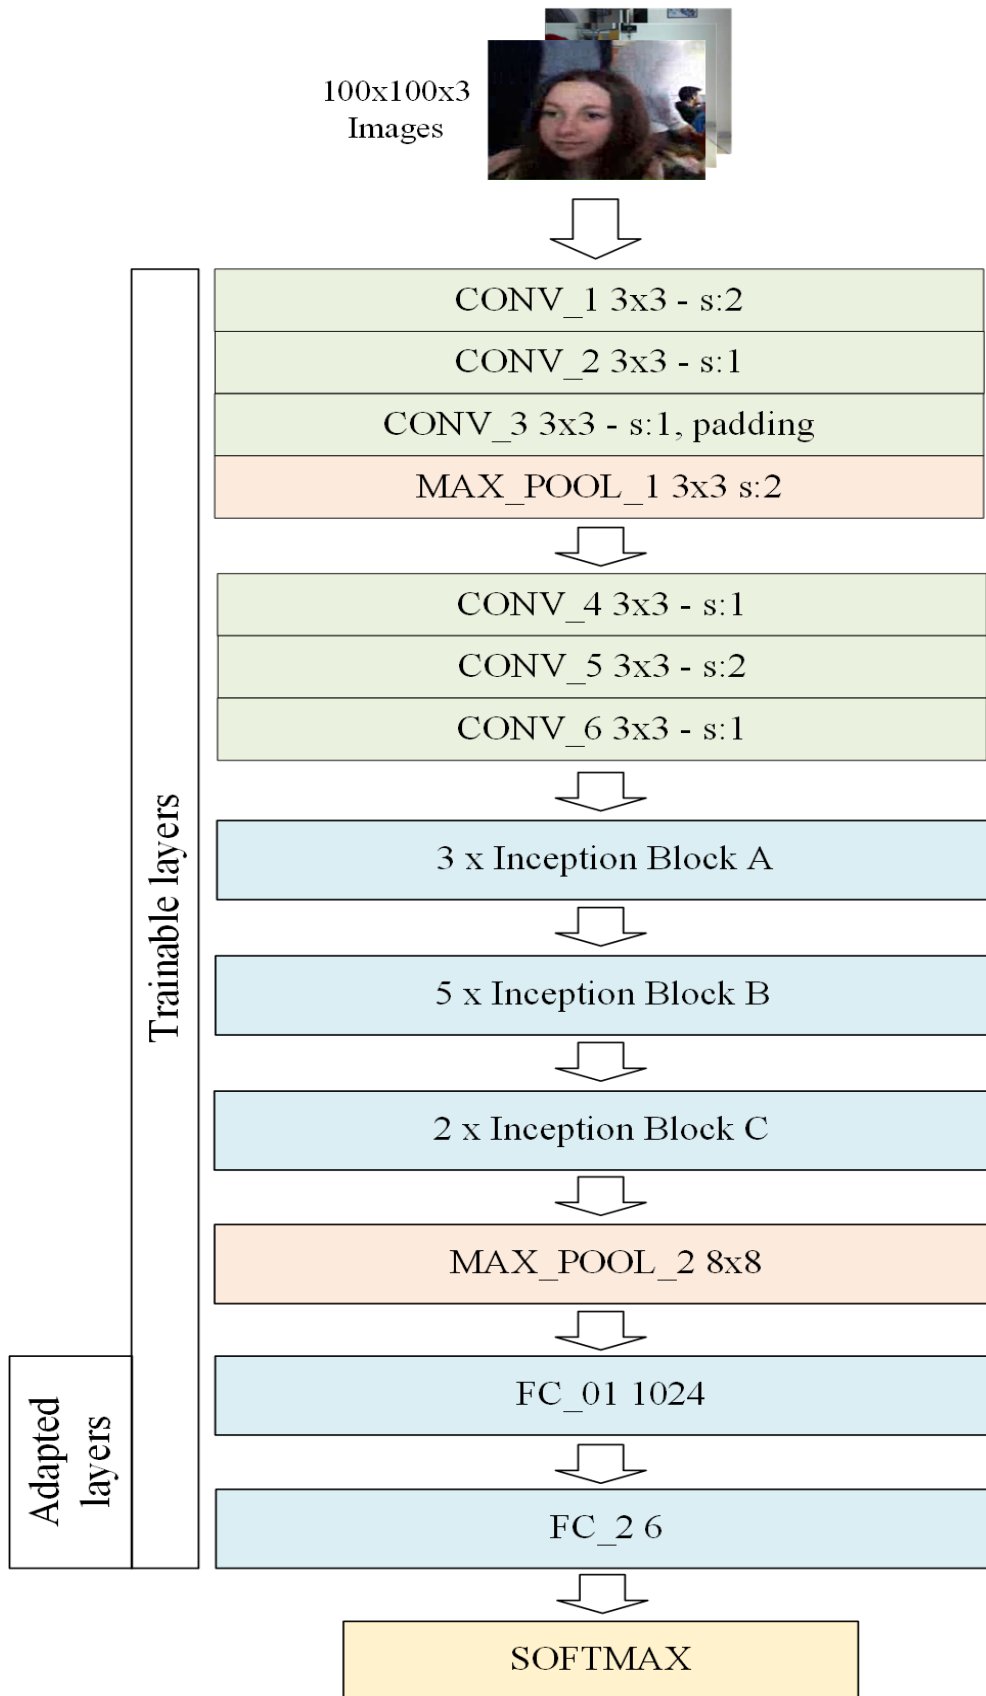 100x100x3
Images
CONV_1 3x3 - s:2
CONV_2 3x3 - s:1
CONV_3 3x3 - s:1, padding
MAX_POOL_1 3x3 s:2
CONV_4 3x3 - s:1
CONV_5 3x3 - s:2
CONV_6 3x3 - s:1
3 x Inception Block A
5 x Inception Block B
2 x Inception Block C
MAX_POOL_2 8x8
FC_01 1024
FC_2 6
SOFTMAX
Trainable layers
Adapted
layers